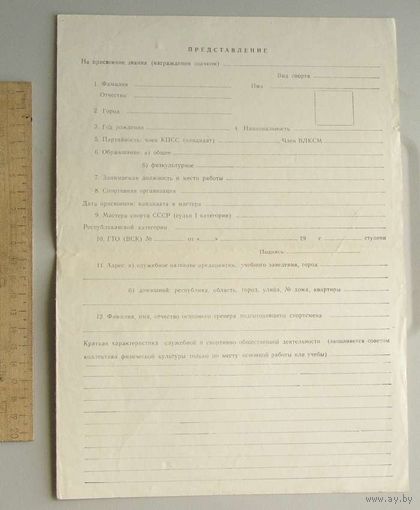 ПРЕДСТАВЛЕНИЕ
На присвоение звания (награждения значком)
Вид спорта
1. Фамилия
Имя
Отчество
2. Город
3. Год рождения
4. Национальность
5. Партийность: член КПСС (кандидат)
Член ВЛКСМ
6. Образование: а) общее
б) физкультурное
7. Занимаемая должность и место работы
8. Спортивная организация
Дата присвоения: кандидата в мастера
9. Мастера спорта СССР (судьи I категории)
Республиканской категории
10. ГТО (ВСК) № от «    » 19   г. ступени
Подпись
11. Адрес: а) служебное название предприятия, учебного заведения, город
б) домашний: республика, область, город, улица, № дома, квартиры
12. Фамилия, имя, отчество основного тренера подготовившего спортсмена
Краткая характеристика служебной и спортивно общественной деятельности (заполняется советом
коллектива физической культуры только по месту основной работы или учебы)
www.ay.by